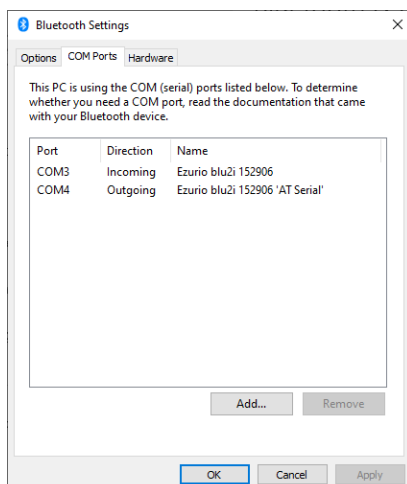 Bluetooth Settings
Options COM Ports Hardware
This PC is using the COM (serial) ports listed below. To determine
whether you need a COM port, read the documentation that came
with your Bluetooth device.
Port Direction Name
COM3 Incoming Ezurio blu2i 152906
COM4 Outgoing Ezurio blu2i 152906 'AT Serial'
Add... Remove
OK Cancel Apply